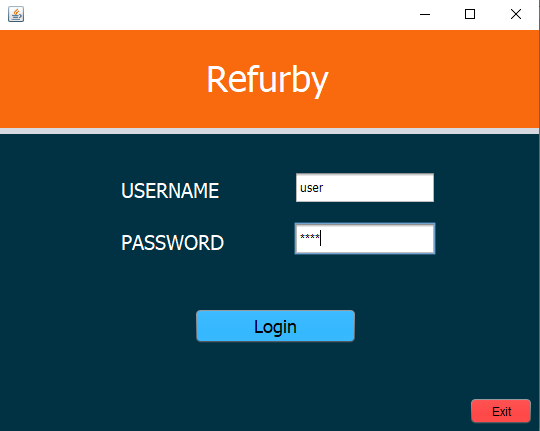 Refurby
USERNAME
user
PASSWORD
****
Login
Exit